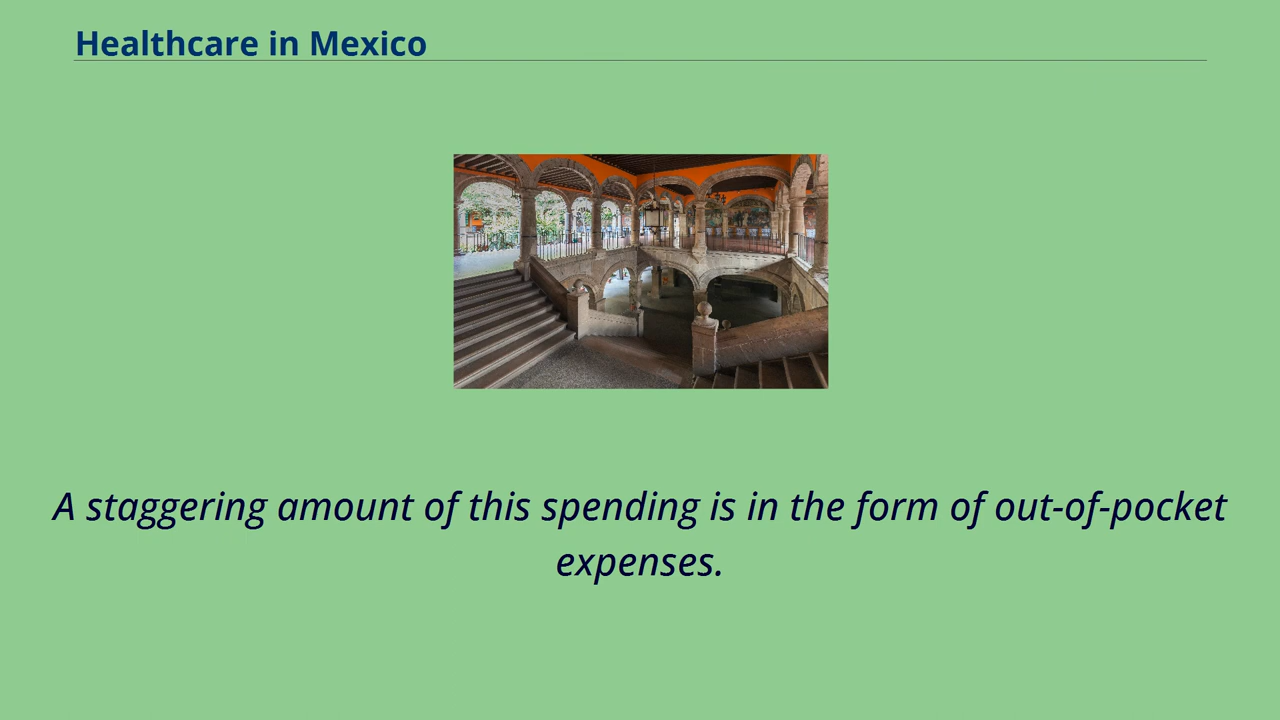 Healthcare in Mexico
A staggering amount of this spending is in the form of out-of-pocket
expenses.